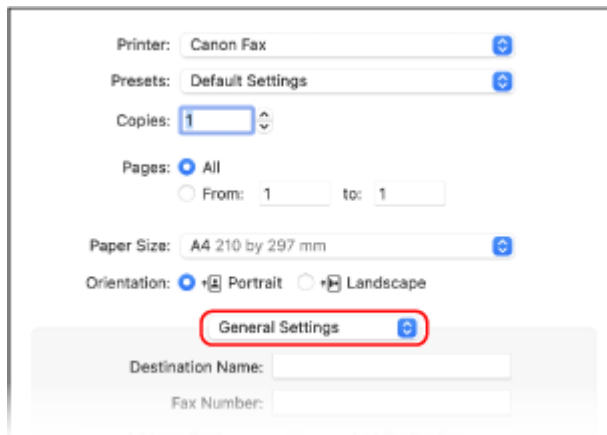 Printer: Canon Fax
Presets: Default Settings
Copies: 1
Pages: All
From: 1 to: 1
Paper Size: A4 210 by 297 mm
Orientation: Portrait Landscape
General Settings
Destination Name:
Fax Number: